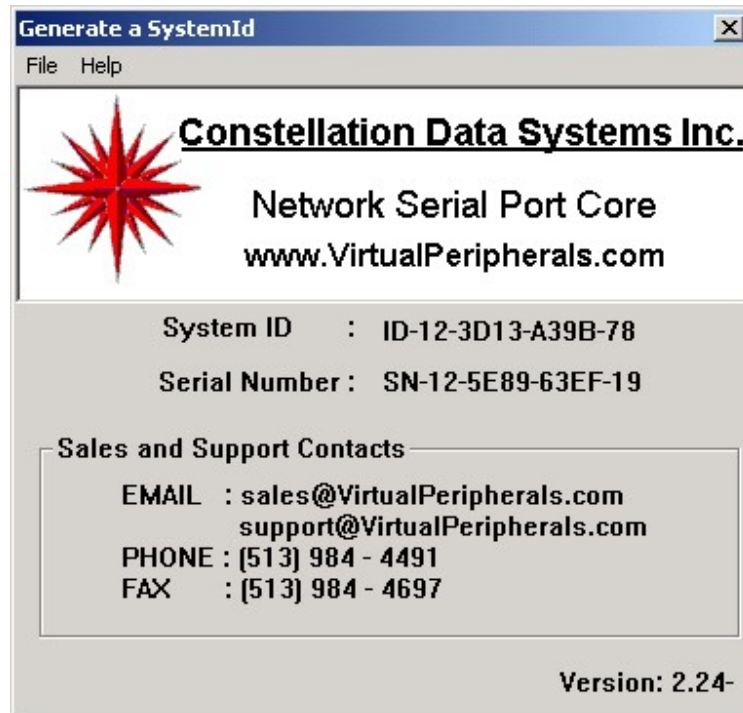 Generate a SystemId
File Help
Constellation Data Systems Inc.
Network Serial Port Core
www.VirtualPeripherals.com
System ID : ID-12-3D13-A39B-78
Serial Number : SN-12-5E89-63EF-19
Sales and Support Contacts
EMAIL : sales@VirtualPeripherals.com
support@VirtualPeripherals.com
PHONE : (513) 984 - 4491
FAX : (513) 984 - 4697
Version: 2.24-